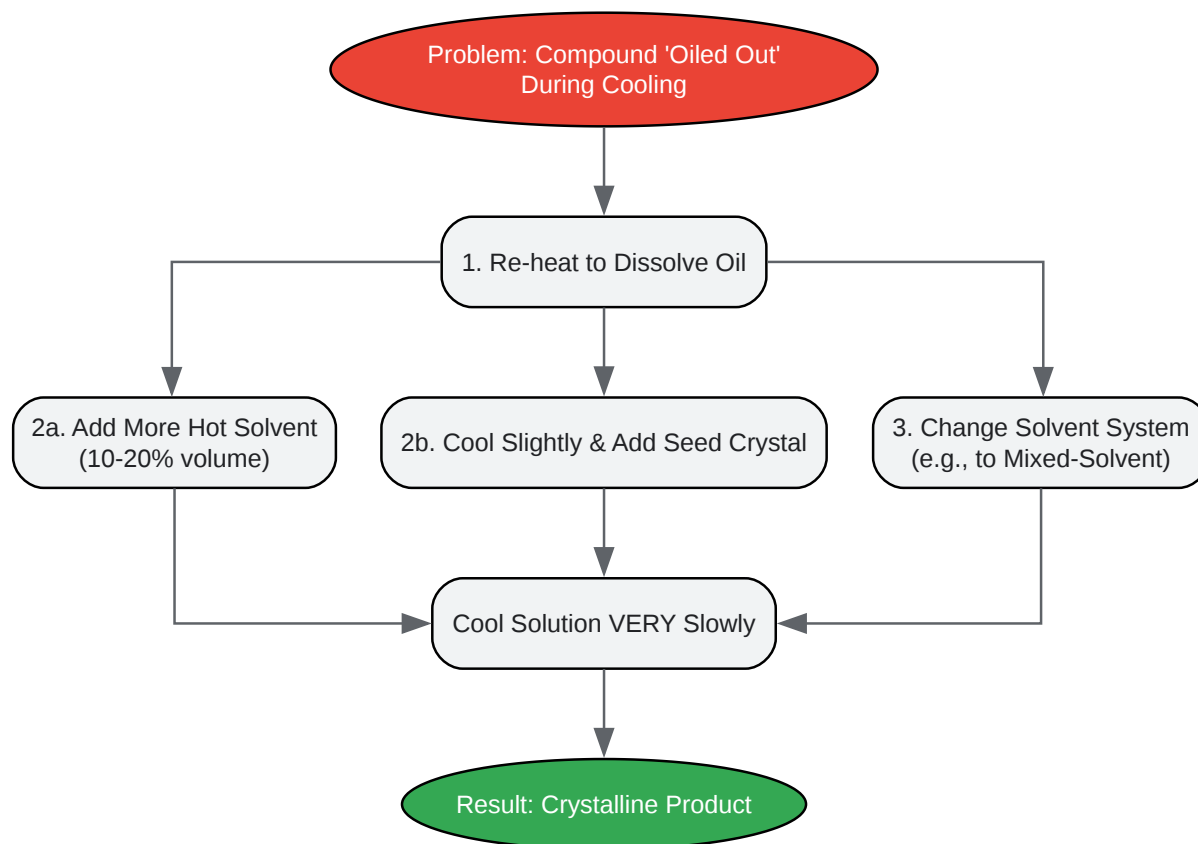 Problem: Compound 'Oiled Out'
During Cooling
1. Re-heat to Dissolve Oil
2a. Add More Hot Solvent
(10-20% volume)
2b. Cool Slightly & Add Seed Crystal
3. Change Solvent System
(e.g., to Mixed-Solvent)
Cool Solution VERY Slowly
Result: Crystalline Product